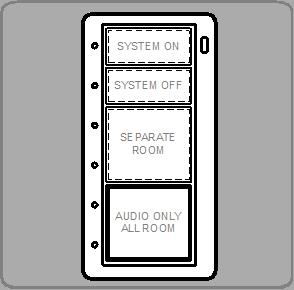 SYSTEM ON
SYSTEM OFF
SEPARATE
ROOM
AUDIO ONLY
ALL ROOM